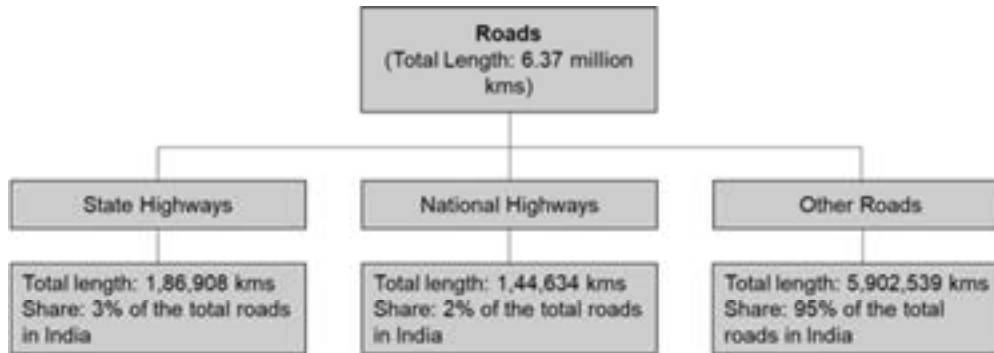 Roads
(Total Length: 6.37 million
kms)
State Highways
National Highways
Other Roads
Total length: 1,86,908 kms
Share: 3% of the total roads
in India
Total length: 1,44,634 kms
Share: 2% of the total roads
in India
Total length: 5,902,539 kms
Share: 95% of the total
roads in India